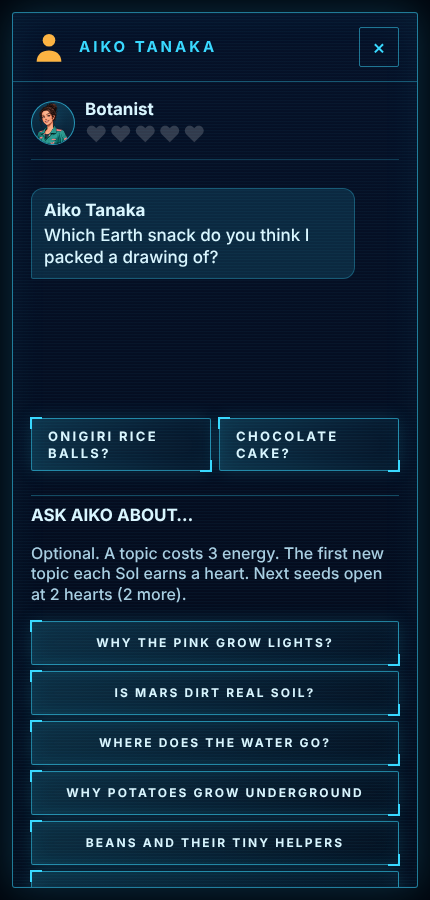 AIKO TANAKA
×
Botanist
Aiko Tanaka
Which Earth snack do you think I
packed a drawing of?
ONIGIRI RICE
BALLS?
CHOCOLATE
CAKE?
ASK AIKO ABOUT...
Optional. A topic costs 3 energy. The first new
topic each Sol earns a heart. Next seeds open
at 2 hearts (2 more).
WHY THE PINK GROW LIGHTS?
IS MARS DIRT REAL SOIL?
WHERE DOES THE WATER GO?
WHY POTATOES GROW UNDERGROUND
BEANS AND THEIR TINY HELPERS